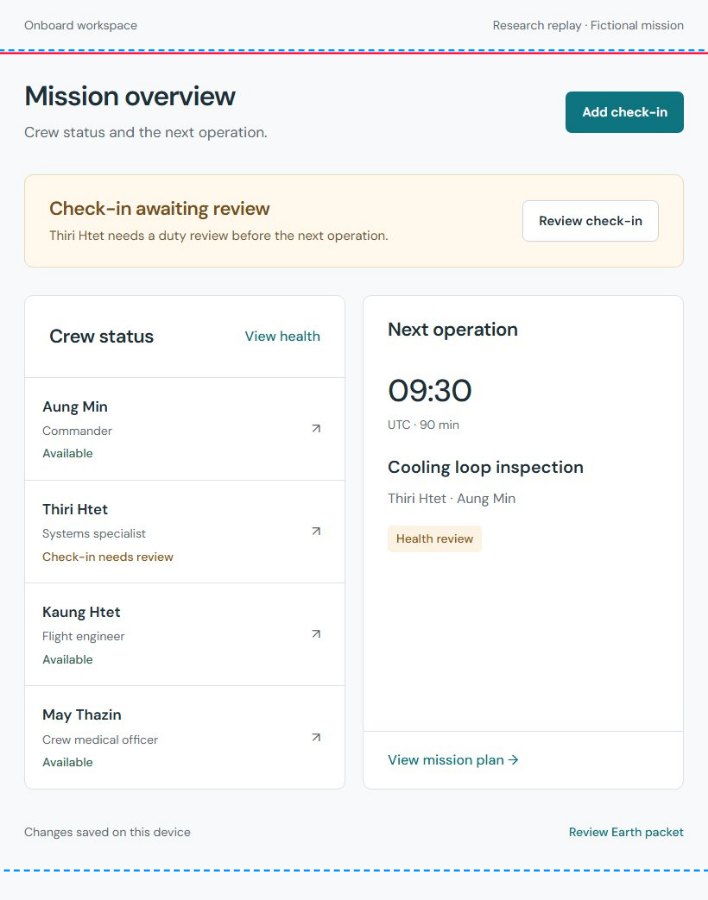 Onboard workspace
Research replay · Fictional mission
Mission overview
Crew status and the next operation.
Add check-in
Check-in awaiting review
Thiri Htet needs a duty review before the next operation.
Review check-in
Crew status
View health
Aung Min
Commander
Available
Thiri Htet
Systems specialist
Check-in needs review
Kaung Htet
Flight engineer
Available
May Thazin
Crew medical officer
Available
Next operation
09:30
UTC · 90 min
Cooling loop inspection
Thiri Htet · Aung Min
Health review
View mission plan →
Changes saved on this device
Review Earth packet